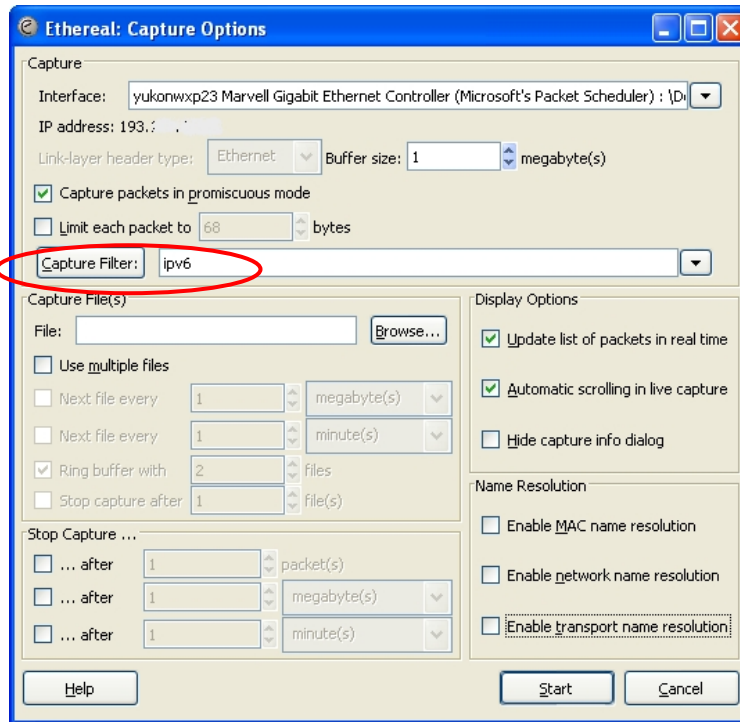 Ethereal: Capture Options
Capture
Interface: yukonwxp23 Marvell Gigabit Ethernet Controller (Microsoft's Packet Scheduler) : \D
IP address: 193.
Link-layer header type: Ethernet Buffer size: 1 megabyte(s)
Capture packets in promiscuous mode
Limit each packet to 68 bytes
Capture Filter: ipv6
Capture File(s)
File: Browse...
Use multiple files
Next file every 1 megabyte(s)
Next file every 1 minute(s)
Ring buffer with 2 files
Stop capture after 1 file(s)
Stop Capture ...
... after 1 packet(s)
... after 1 megabyte(s)
... after 1 minute(s)
Display Options
Update list of packets in real time
Automatic scrolling in live capture
Hide capture info dialog
Name Resolution
Enable MAC name resolution
Enable network name resolution
Enable transport name resolution
Help Start Cancel